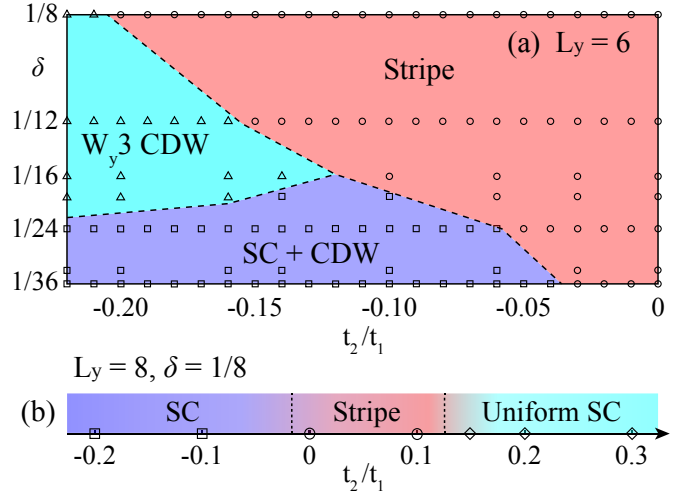 1/8
(a) L_y = 6
δ
Stripe
1/12
W_y3 CDW
1/16
1/24
SC + CDW
1/36
-0.20 -0.15 -0.10 -0.05 0
t_2/t_1
L_y = 8, δ = 1/8
(b) SC Stripe Uniform SC
-0.2 -0.1 0 0.1 0.2 0.3
t_2/t_1